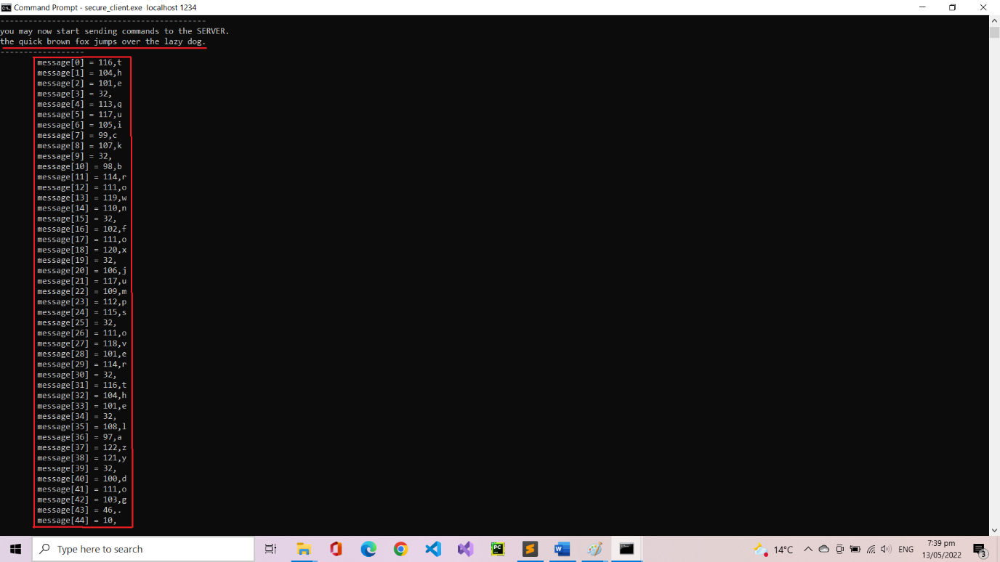 Command Prompt - secure_client.exe  localhost 1234
--------------------------------------------
you may now start sending commands to the SERVER.
the quick brown fox jumps over the lazy dog.
------------------
message[0] = 116,t
message[1] = 104,h
message[2] = 101,e
message[3] = 32,
message[4] = 113,q
message[5] = 117,u
message[6] = 105,i
message[7] = 99,c
message[8] = 107,k
message[9] = 32,
message[10] = 98,b
message[11] = 114,r
message[12] = 111,o
message[13] = 119,w
message[14] = 110,n
message[15] = 32,
message[16] = 102,f
message[17] = 111,o
message[18] = 120,x
message[19] = 32,
message[20] = 106,j
message[21] = 117,u
message[22] = 109,m
message[23] = 112,p
message[24] = 115,s
message[25] = 32,
message[26] = 111,o
message[27] = 118,v
message[28] = 101,e
message[29] = 114,r
message[30] = 32,
message[31] = 116,t
message[32] = 104,h
message[33] = 101,e
message[34] = 32,
message[35] = 108,l
message[36] = 97,a
message[37] = 122,z
message[38] = 121,y
message[39] = 32,
message[40] = 100,d
message[41] = 111,o
message[42] = 103,g
message[43] = 46,.
message[44] = 10,
Type here to search
PC
W
14°C
ENG
7:39 pm
13/05/2022
3